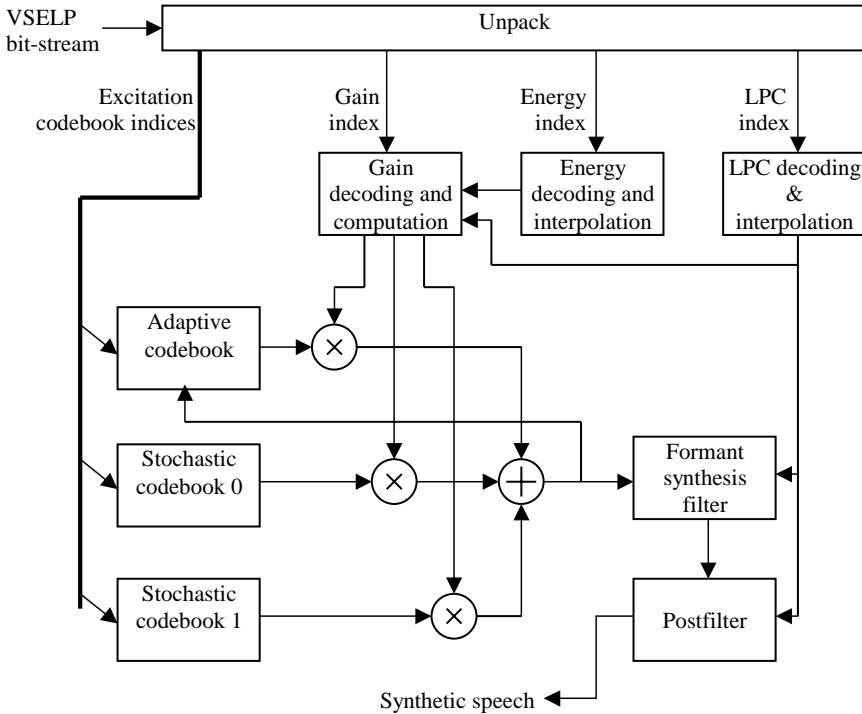 VSELP
bit-stream
Unpack
Excitation
codebook indices
Gain
index
Energy
index
LPC
index
Gain
decoding and
computation
Energy
decoding and
interpolation
LPC decoding
&
interpolation
Adaptive
codebook
×
Stochastic
codebook 0
×
+
Formant
synthesis
filter
Stochastic
codebook 1
×
Postfilter
Synthetic speech